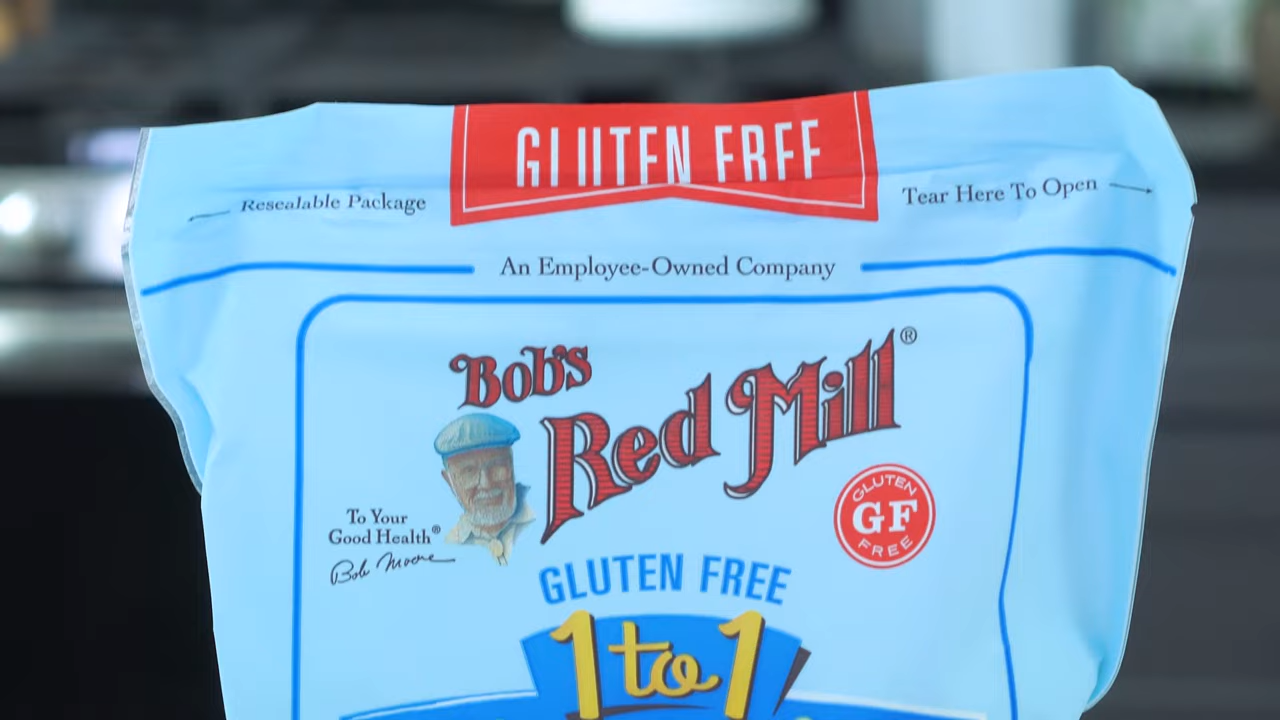 GLUTEN FREE
Resealable Package
Tear Here To Open
An Employee-Owned Company
Bob's
Red Mill®
To Your
Good Health®
Bob Moore
GLUTEN
GF
FREE
GLUTEN FREE
1 to 1